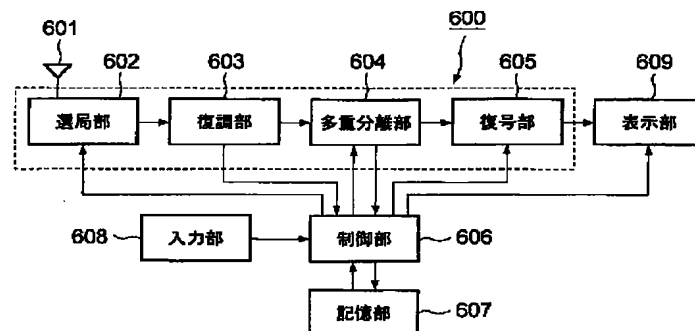 600
601
602
603
604
605
609
選局部
復調部
多重分離部
復号部
表示部
608
入力部
制御部
606
記憶部
607